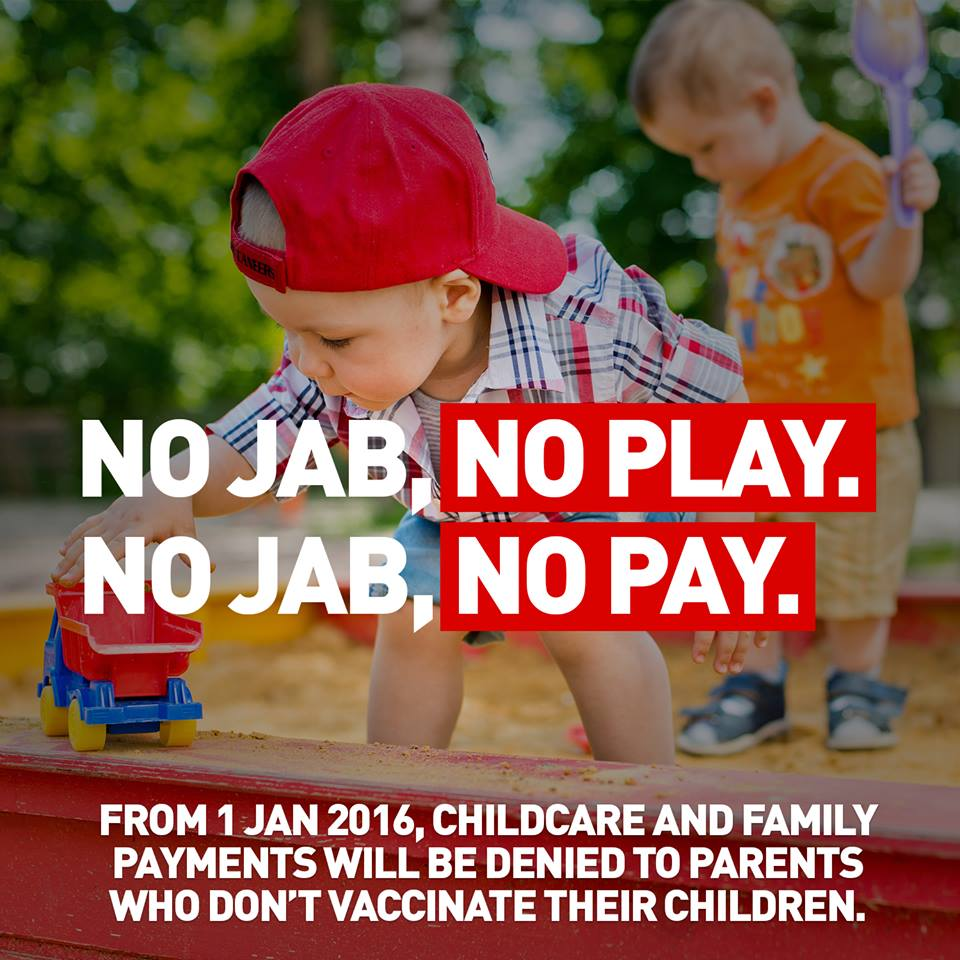 NO JAB, NO PLAY.
NO JAB, NO PAY.
FROM 1 JAN 2016, CHILDCARE AND FAMILY
PAYMENTS WILL BE DENIED TO PARENTS
WHO DON'T VACCINATE THEIR CHILDREN.